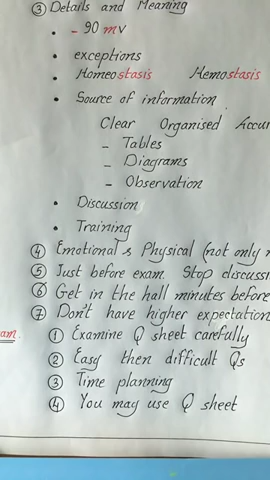 ③ Details and Meaning
• - 90 mv
• exceptions
• Homeostasis Hemostasis
• Source of information
Clear Organised
- Tables
- Diagrams
- Observation
• Discussion
• Training
④ Emotional & Physical (not only
⑤ Just before exam. Stop
⑥ Get in the hall minutes before
⑦ Don't have higher expectation
① Examine Q sheet carefully
② Easy then difficult Qs
③ Time planning
④ You may use Q sheet